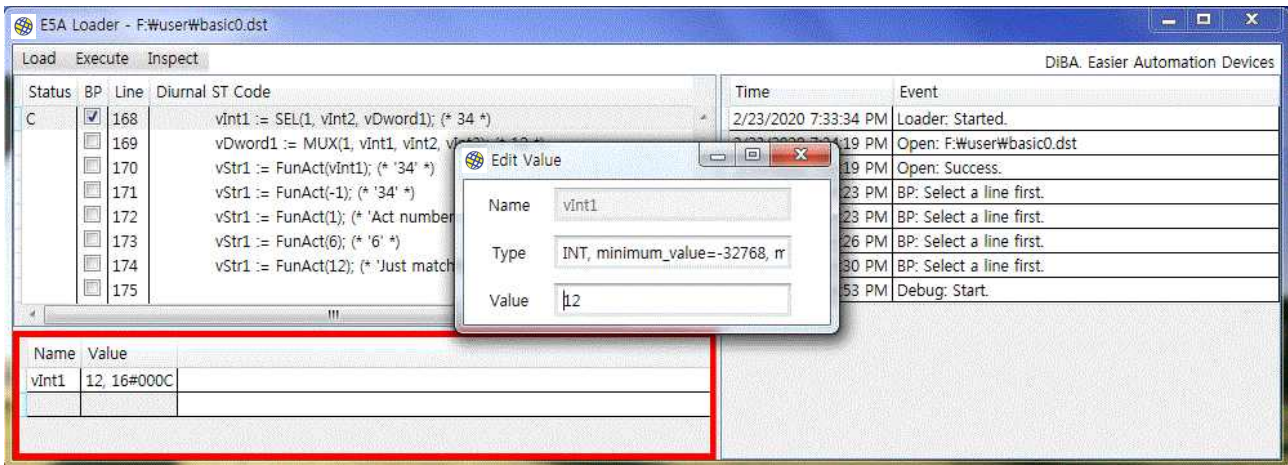 E5A Loader - F:₩user₩basic0.dst
Load Execute Inspect
DiBA. Easier Automation Devices
Status BP Line Diurnal ST Code
C 168 vInt1 := SEL(1, vInt2, vDword1); (* 34 *)
169 vDword1 := MUX(1, vInt1, vInt2,
170 vStr1 := FunAct(vInt1); (* '34' *)
171 vStr1 := FunAct(-1); (* '34' *)
172 vStr1 := FunAct(1); (* 'Act number
173 vStr1 := FunAct(6); (* '6' *)
174 vStr1 := FunAct(12); (* 'Just match
175
Edit Value
Name vInt1
Type INT, minimum_value=-32768, m
Value 12
Name Value
vInt1 12, 16#000C
Time Event
2/23/2020 7:33:34 PM Loader: Started.
:19 PM Open: F:₩user₩basic0.dst
:19 PM Open: Success.
:23 PM BP: Select a line first.
:23 PM BP: Select a line first.
:26 PM BP: Select a line first.
:30 PM BP: Select a line first.
:53 PM Debug: Start.